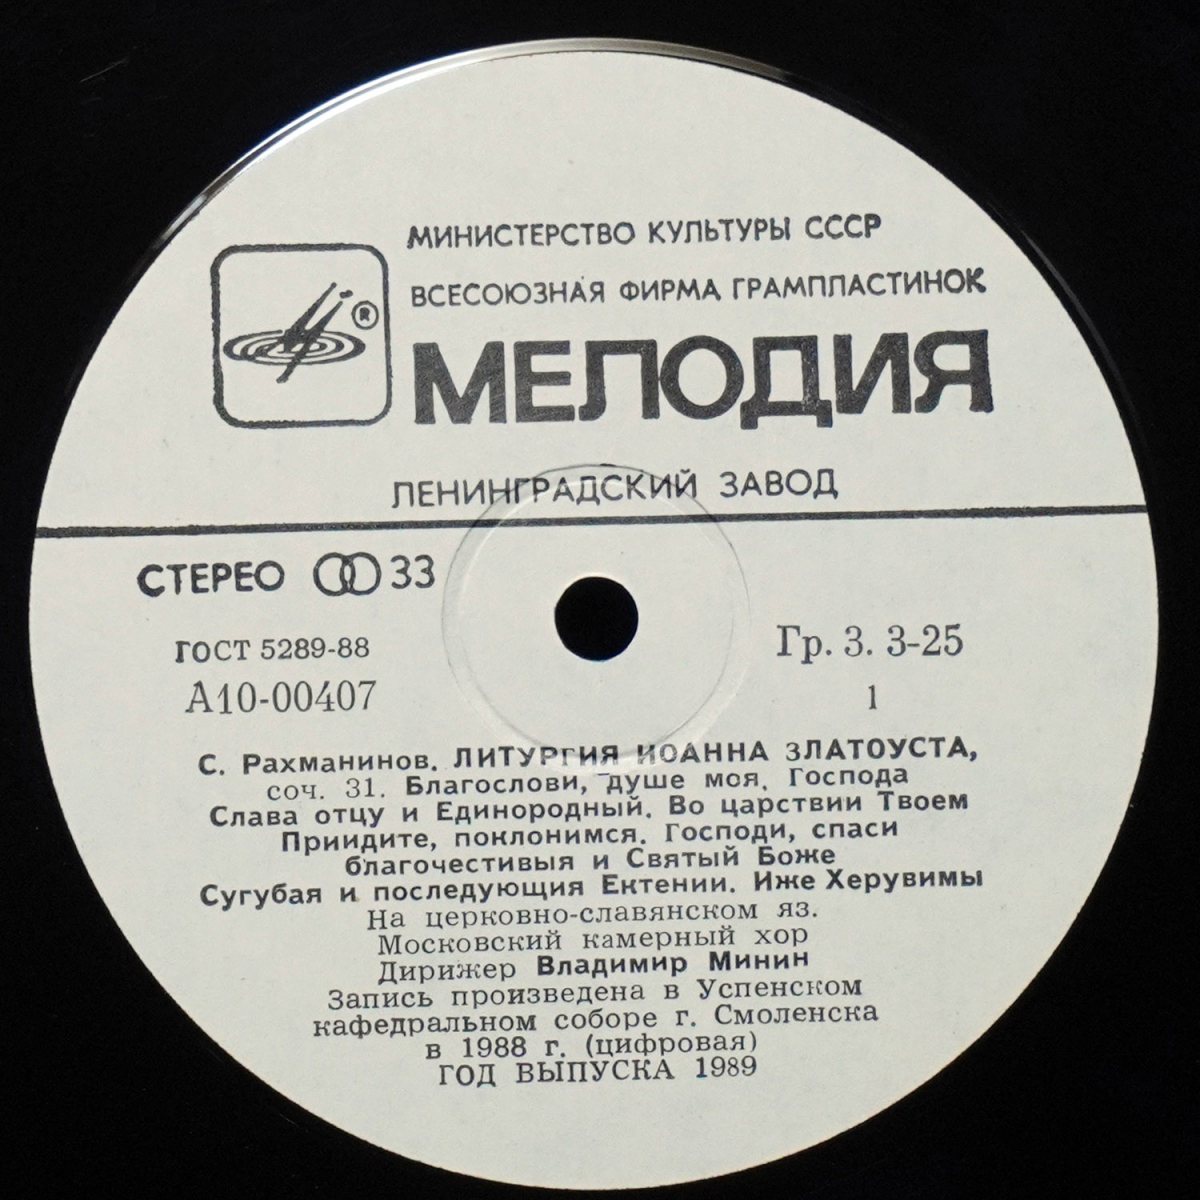 МИНИСТЕРСТВО КУЛЬТУРЫ СССР
ВСЕСОЮЗНАЯ ФИРМА ГРАМПЛАСТИНОК
®
МЕЛОДИЯ
ЛЕНИНГРАДСКИЙ ЗАВОД
СТЕРЕО 33
ГОСТ 5289-88
Гр. 3. 3-25
А10-00407
1
С. Рахманинов. ЛИТУРГИЯ ИОАННА ЗЛАТОУСТА,
соч. 31. Благослови, душе моя, Господа
Слава отцу и Единородный. Во царствии Твоем
Приидите, поклонимся. Господи, спаси
благочестивыя и Святый Боже
Сугубая и последующия Ектении. Иже Херувимы
На церковно-славянском яз.
Московский камерный хор
Дирижер Владимир Минин
Запись произведена в Успенском
кафедральном соборе г. Смоленска
в 1988 г. (цифровая)
ГОД ВЫПУСКА 1989